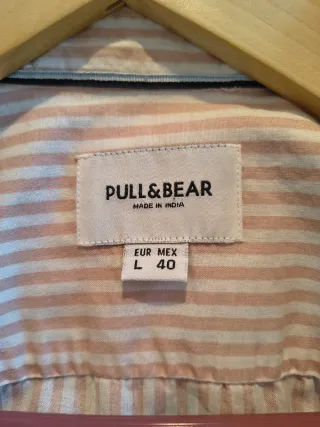 PULL&BEAR
MADE IN INDIA
EUR MEX
L 40